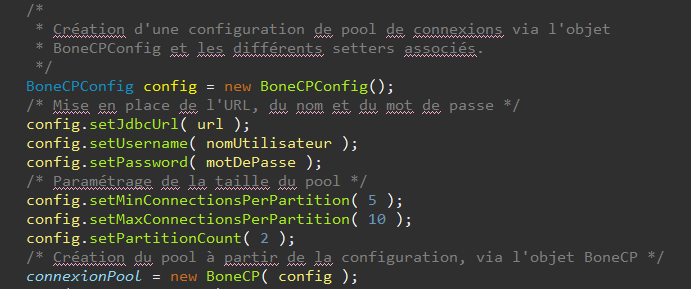 /*
* Création d'une configuration de pool de connexions via l'objet
* BoneCPConfig et les différents setters associés.
*/
BoneCPConfig config = new BoneCPConfig();
/* Mise en place de l'URL, du nom et du mot de passe */
config.setJdbcUrl( url );
config.setUsername( nomUtilisateur );
config.setPassword( motDePasse );
/* Paramétrage de la taille du pool */
config.setMinConnectionsPerPartition( 5 );
config.setMaxConnectionsPerPartition( 10 );
config.setPartitionCount( 2 );
/* Création du pool à partir de la configuration, via l'objet BoneCP */
connexionPool = new BoneCP( config );